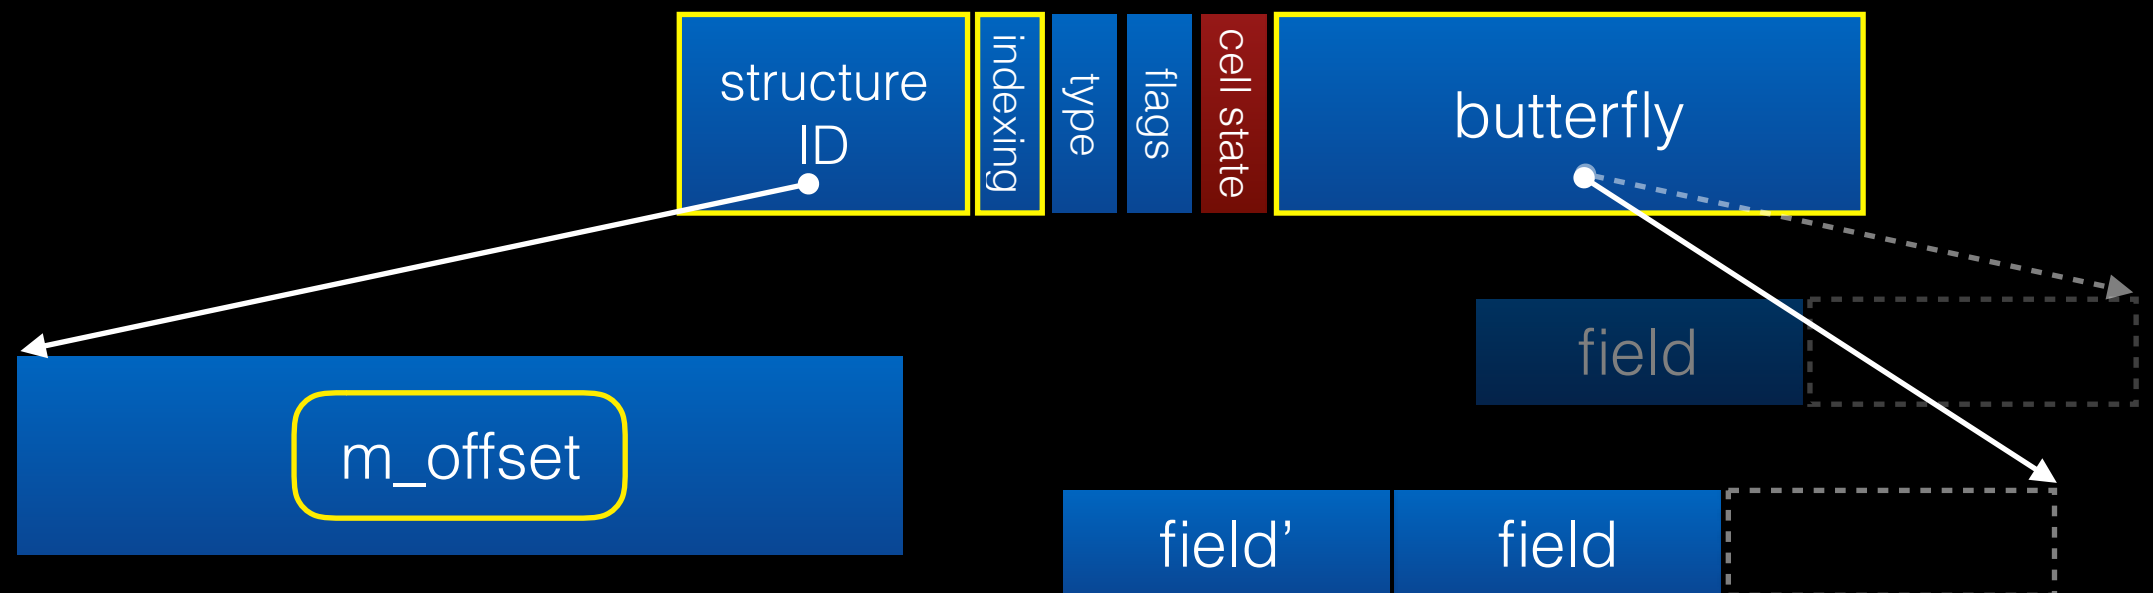 structure
ID
indexing
type
flags
cell state
butterfly
field
m_offset
field’
field